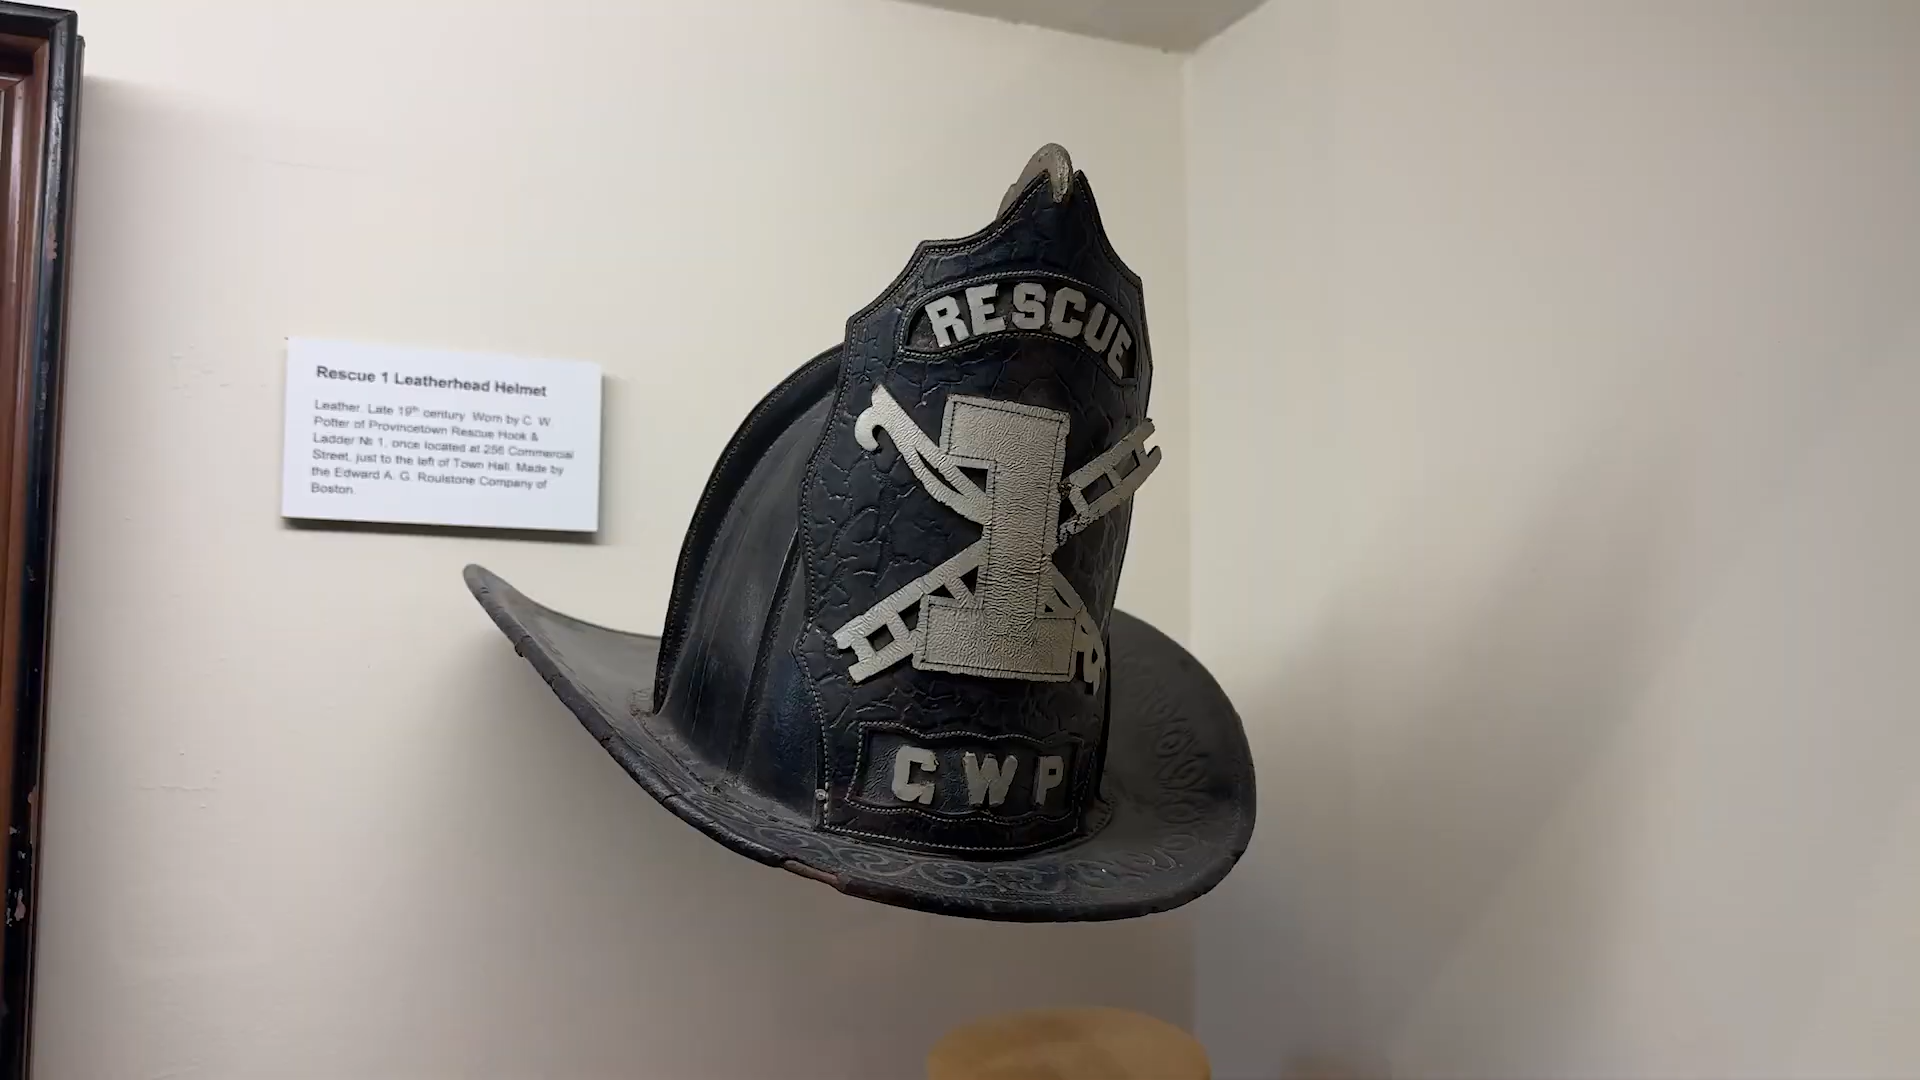 Rescue 1 Leatherhead Helmet
Leather. Late 19th century. Worn by C. W.
Potter of Provincetown Rescue Hook &
Ladder № 1, once located at 256 Commercial
Street, just to the left of Town Hall. Made by
the Edward A. G. Roulstone Company of
Boston.
RESCUE
1
CWP